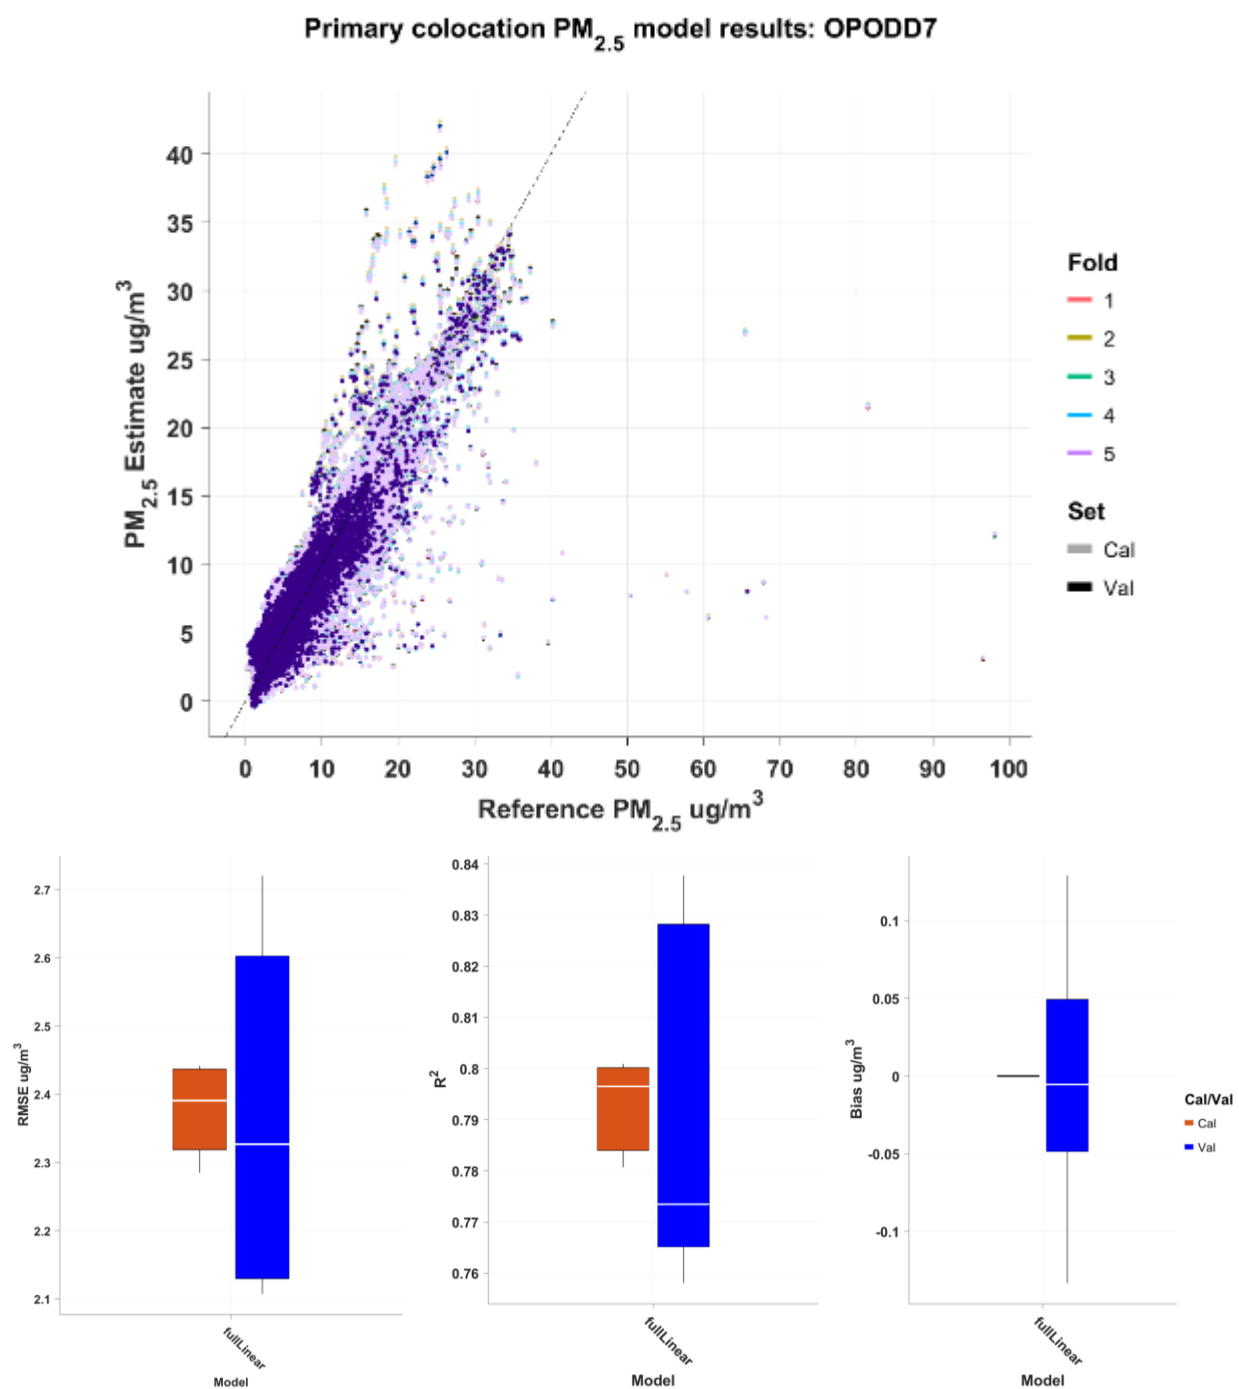 Primary colocation PM2.5 model results: OPODD7
40
35
30
25
20
15
10
5
0
PM2.5 Estimate ug/m3
0 10 20 30 40 50 60 70 80 90 100
Reference PM2.5 ug/m3
Fold
1
2
3
4
5
Set
Cal
Val
2.7
2.6
2.5
2.4
2.3
2.2
2.1
RMSE ug/m3
fullLinear
Model
0.84
0.83
0.82
0.81
0.8
0.79
0.78
0.77
0.76
R2
fullLinear
Model
0.1
0.05
0
-0.05
-0.1
Bias ug/m3
fullLinear
Model
Cal/Val
Cal
Val